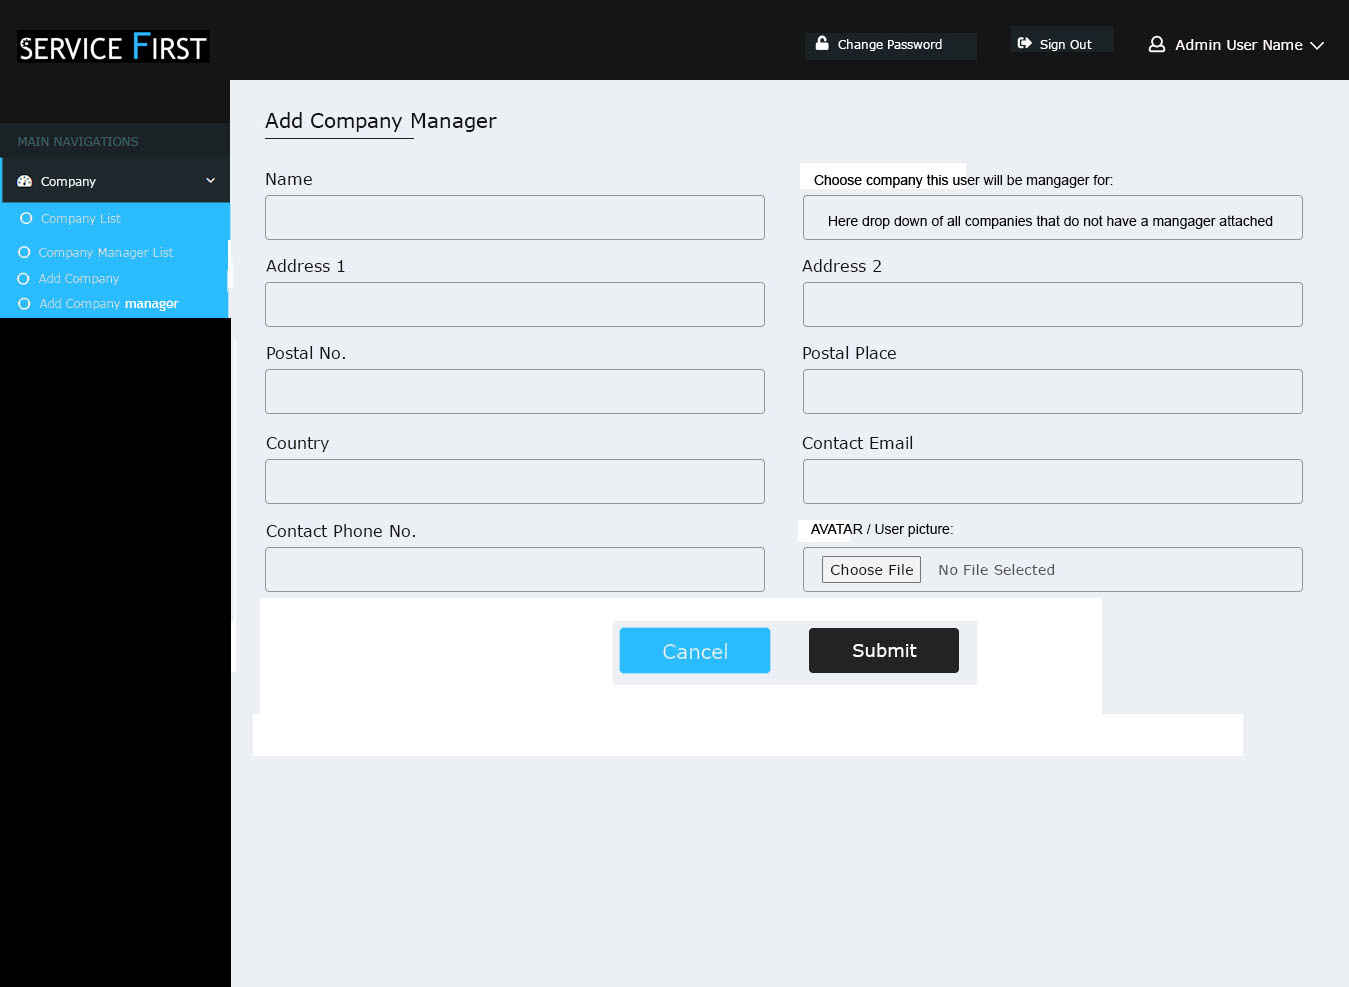 SERVICE FIRST
Change Password
Sign Out
Admin User Name
MAIN NAVIGATIONS
Company
Company List
Company Manager List
Add Company
Add Company manager
Add Company Manager
Name
Choose company this user will be mangager for:
Here drop down of all companies that do not have a mangager attached
Address 1
Address 2
Postal No.
Postal Place
Country
Contact Email
Contact Phone No.
AVATAR / User picture:
Choose File No File Selected
Cancel
Submit